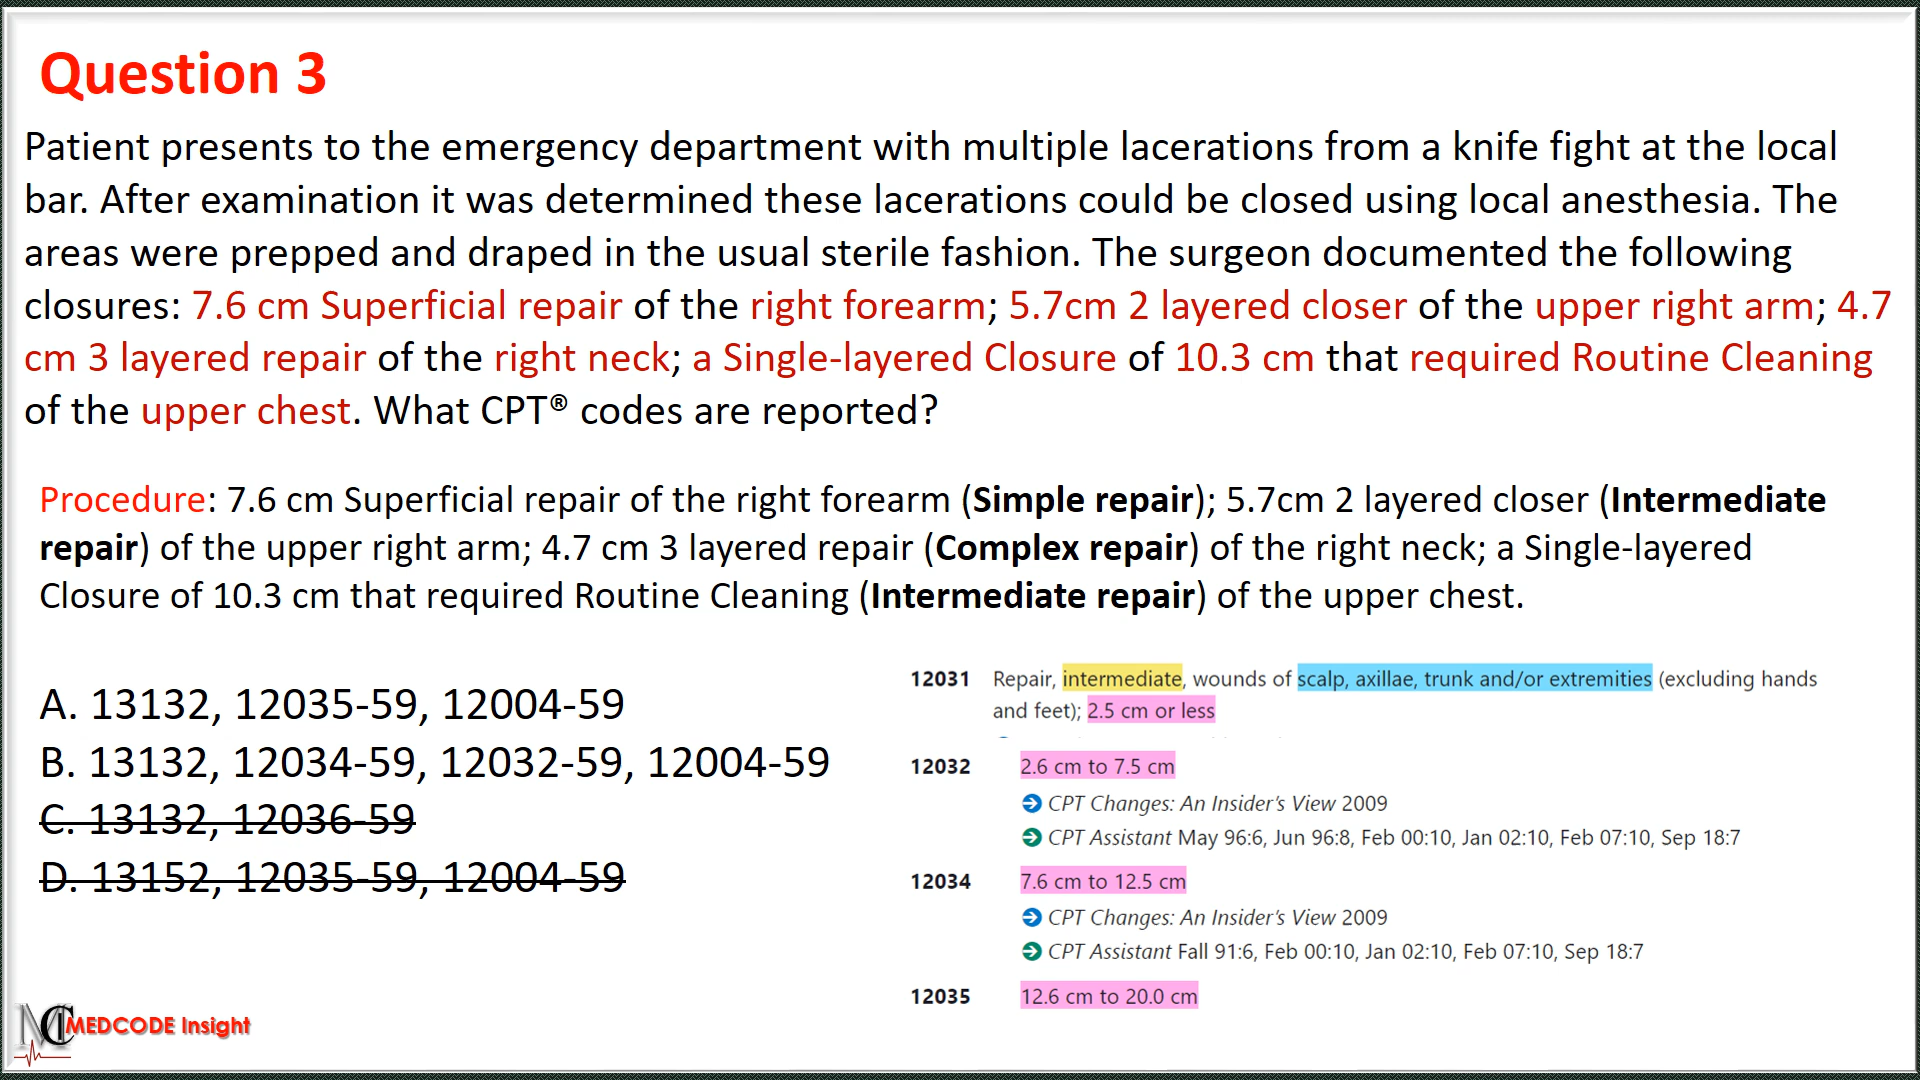 Question 3
Patient presents to the emergency department with multiple lacerations from a knife fight at the local
bar. After examination it was determined these lacerations could be closed using local anesthesia. The
areas were prepped and draped in the usual sterile fashion. The surgeon documented the following
closures: 7.6 cm Superficial repair of the right forearm; 5.7cm 2 layered closer of the upper right arm; 4.7
cm 3 layered repair of the right neck; a Single-layered Closure of 10.3 cm that required Routine Cleaning
of the upper chest. What CPT® codes are reported?
Procedure: 7.6 cm Superficial repair of the right forearm (Simple repair); 5.7cm 2 layered closer (Intermediate
repair) of the upper right arm; 4.7 cm 3 layered repair (Complex repair) of the right neck; a Single-layered
Closure of 10.3 cm that required Routine Cleaning (Intermediate repair) of the upper chest.
A. 13132, 12035-59, 12004-59
B. 13132, 12034-59, 12032-59, 12004-59
C. 13132, 12036-59
D. 13152, 12035-59, 12004-59
12031 Repair, intermediate, wounds of scalp, axillae, trunk and/or extremities (excluding hands
and feet); 2.5 cm or less
12032 2.6 cm to 7.5 cm
CPT Changes: An Insider's View 2009
CPT Assistant May 96:6, Jun 96:8, Feb 00:10, Jan 02:10, Feb 07:10, Sep 18:7
12034 7.6 cm to 12.5 cm
CPT Changes: An Insider's View 2009
CPT Assistant Fall 91:6, Feb 00:10, Jan 02:10, Feb 07:10, Sep 18:7
12035 12.6 cm to 20.0 cm
MC MEDCODE Insight